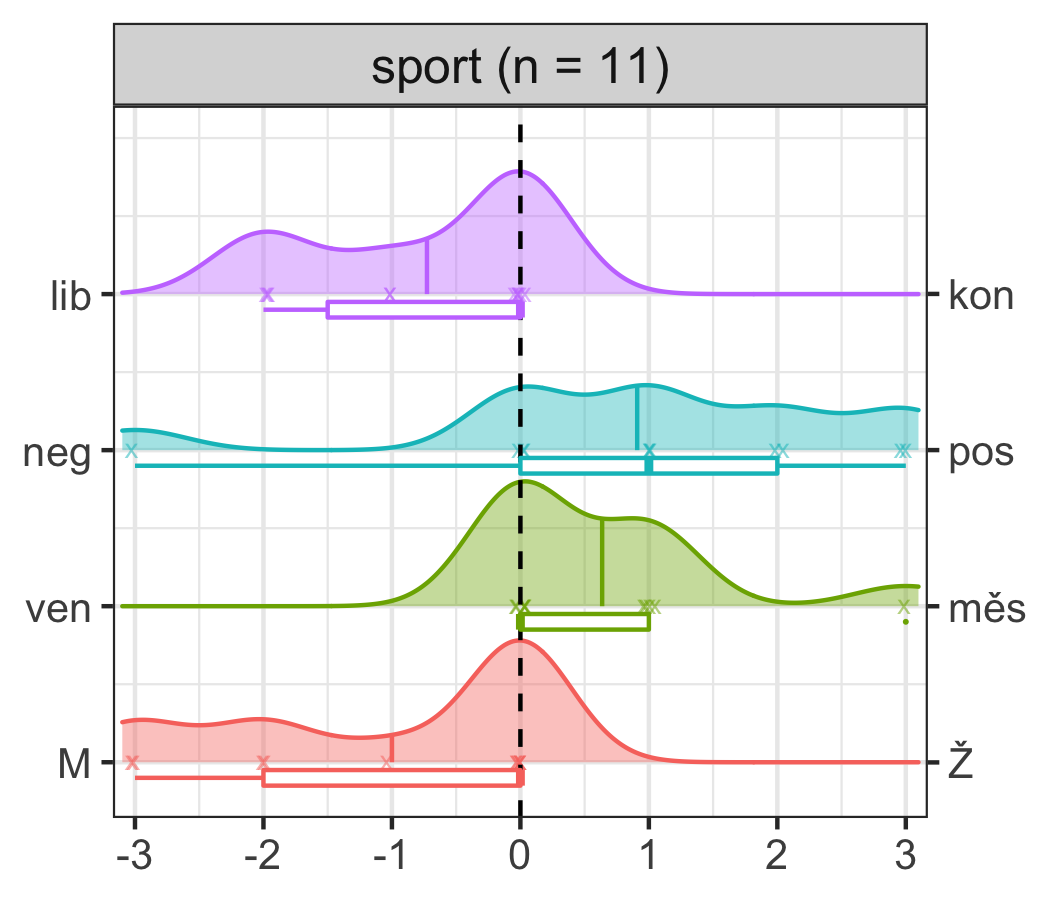 sport (n = 11)
lib kon
neg pos
ven měs
M Ž
-3 -2 -1 0 1 2 3